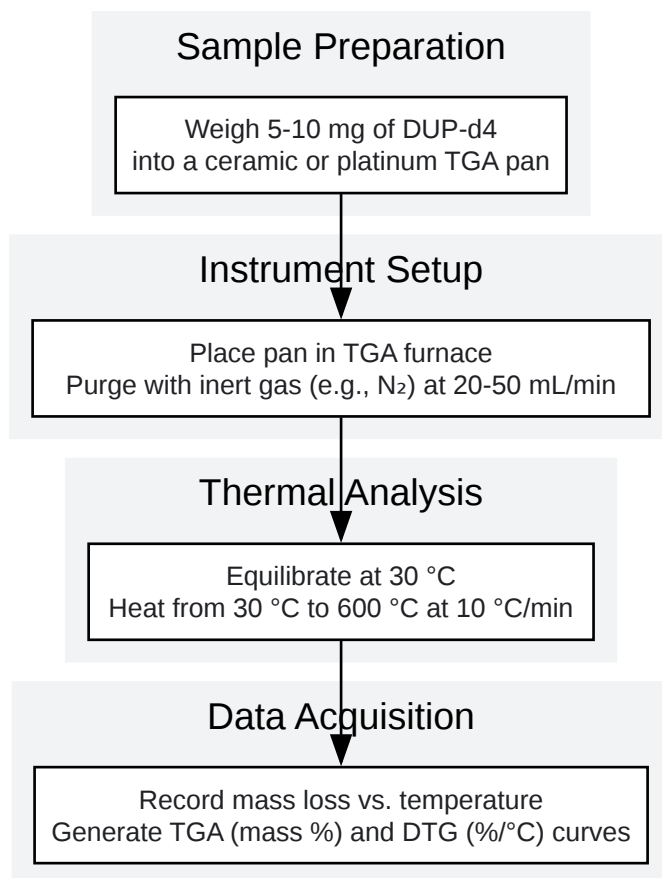 Sample Preparation
Weigh 5-10 mg of DUP-d4
into a ceramic or platinum TGA pan
Instrument Setup
Place pan in TGA furnace
Purge with inert gas (e.g., N₂) at 20-50 mL/min
Thermal Analysis
Equilibrate at 30 °C
Heat from 30 °C to 600 °C at 10 °C/min
Data Acquisition
Record mass loss vs. temperature
Generate TGA (mass %) and DTG (%/°C) curves